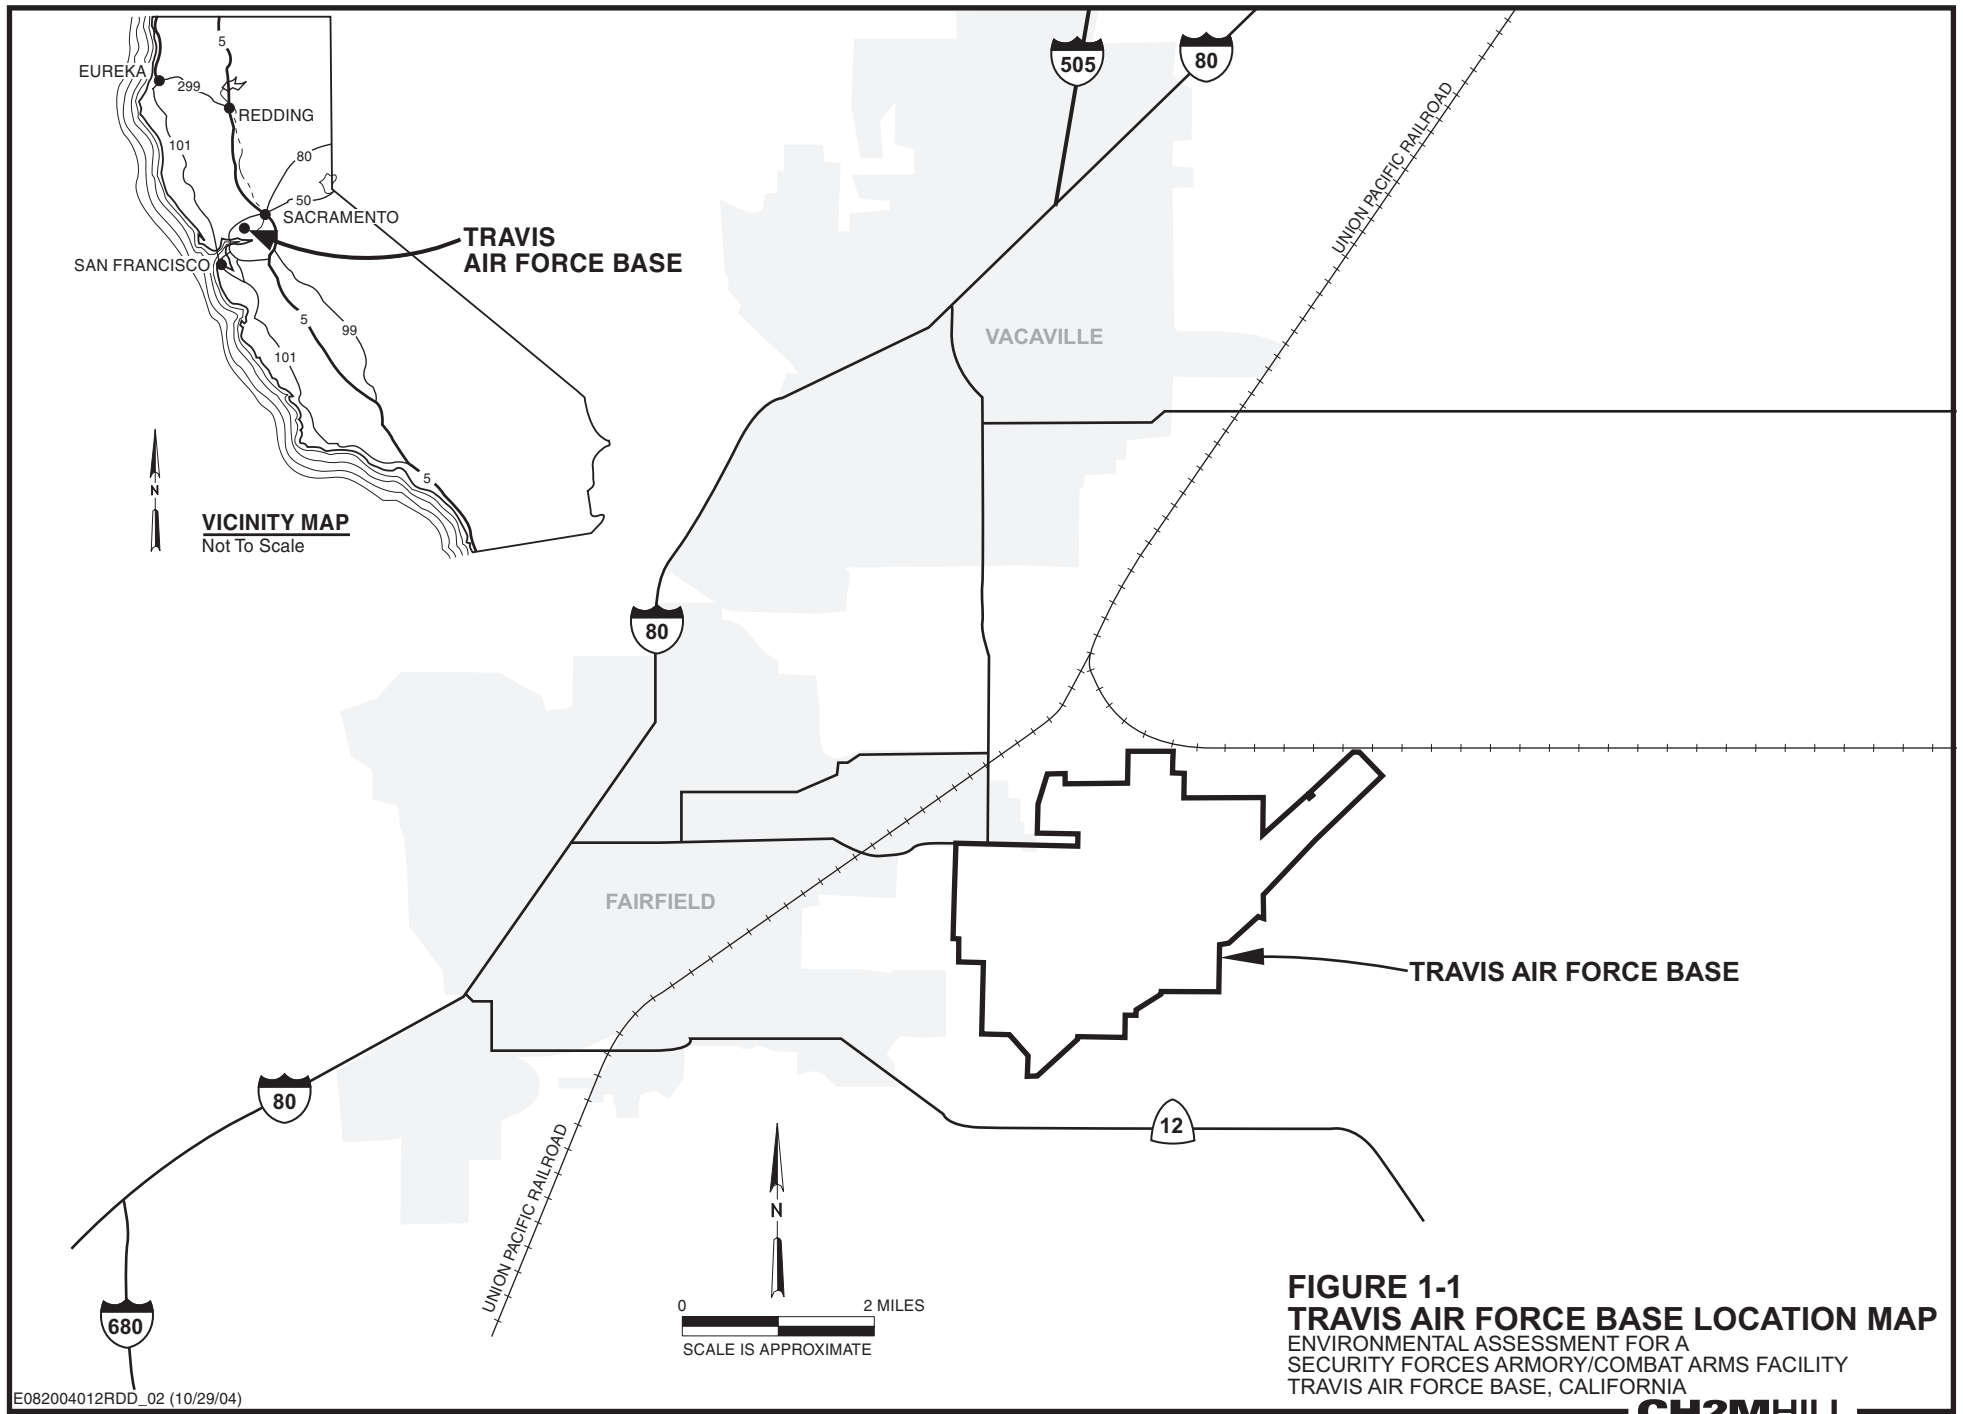 505
80
5
EUREKA
299
REDDING
101
80
50
SACRAMENTO
TRAVIS
AIR FORCE BASE
SAN FRANCISCO
5
99
101
5
N
VICINITY MAP
Not To Scale
UNION PACIFIC RAILROAD
VACAVILLE
80
FAIRFIELD
TRAVIS AIR FORCE BASE
80
12
UNION PACIFIC RAILROAD
N
680
0 2 MILES
SCALE IS APPROXIMATE
FIGURE 1-1
TRAVIS AIR FORCE BASE LOCATION MAP
ENVIRONMENTAL ASSESSMENT FOR A
SECURITY FORCES ARMORY/COMBAT ARMS FACILITY
TRAVIS AIR FORCE BASE, CALIFORNIA
E082004012RDD_02 (10/29/04)
CH2MHILL